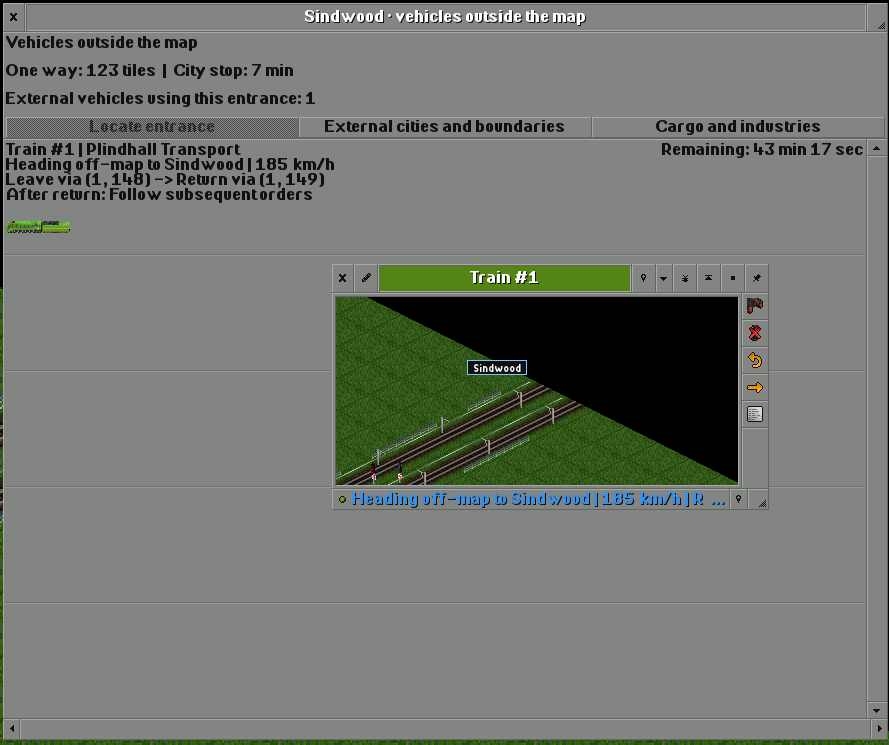 Sindwood · vehicles outside the map
Vehicles outside the map
One way: 123 tiles | City stop: 7 min
External vehicles using this entrance: 1
Locate entrance
External cities and boundaries
Cargo and industries
Train #1 | Plindhall Transport
Remaining: 43 min 17 sec
Heading off-map to Sindwood | 185 km/h
Leave via (1, 148) -> Return via (1, 149)
After return: Follow subsequent orders
Train #1
Sindwood
Heading off-map to Sindwood | 185 km/h | R ...